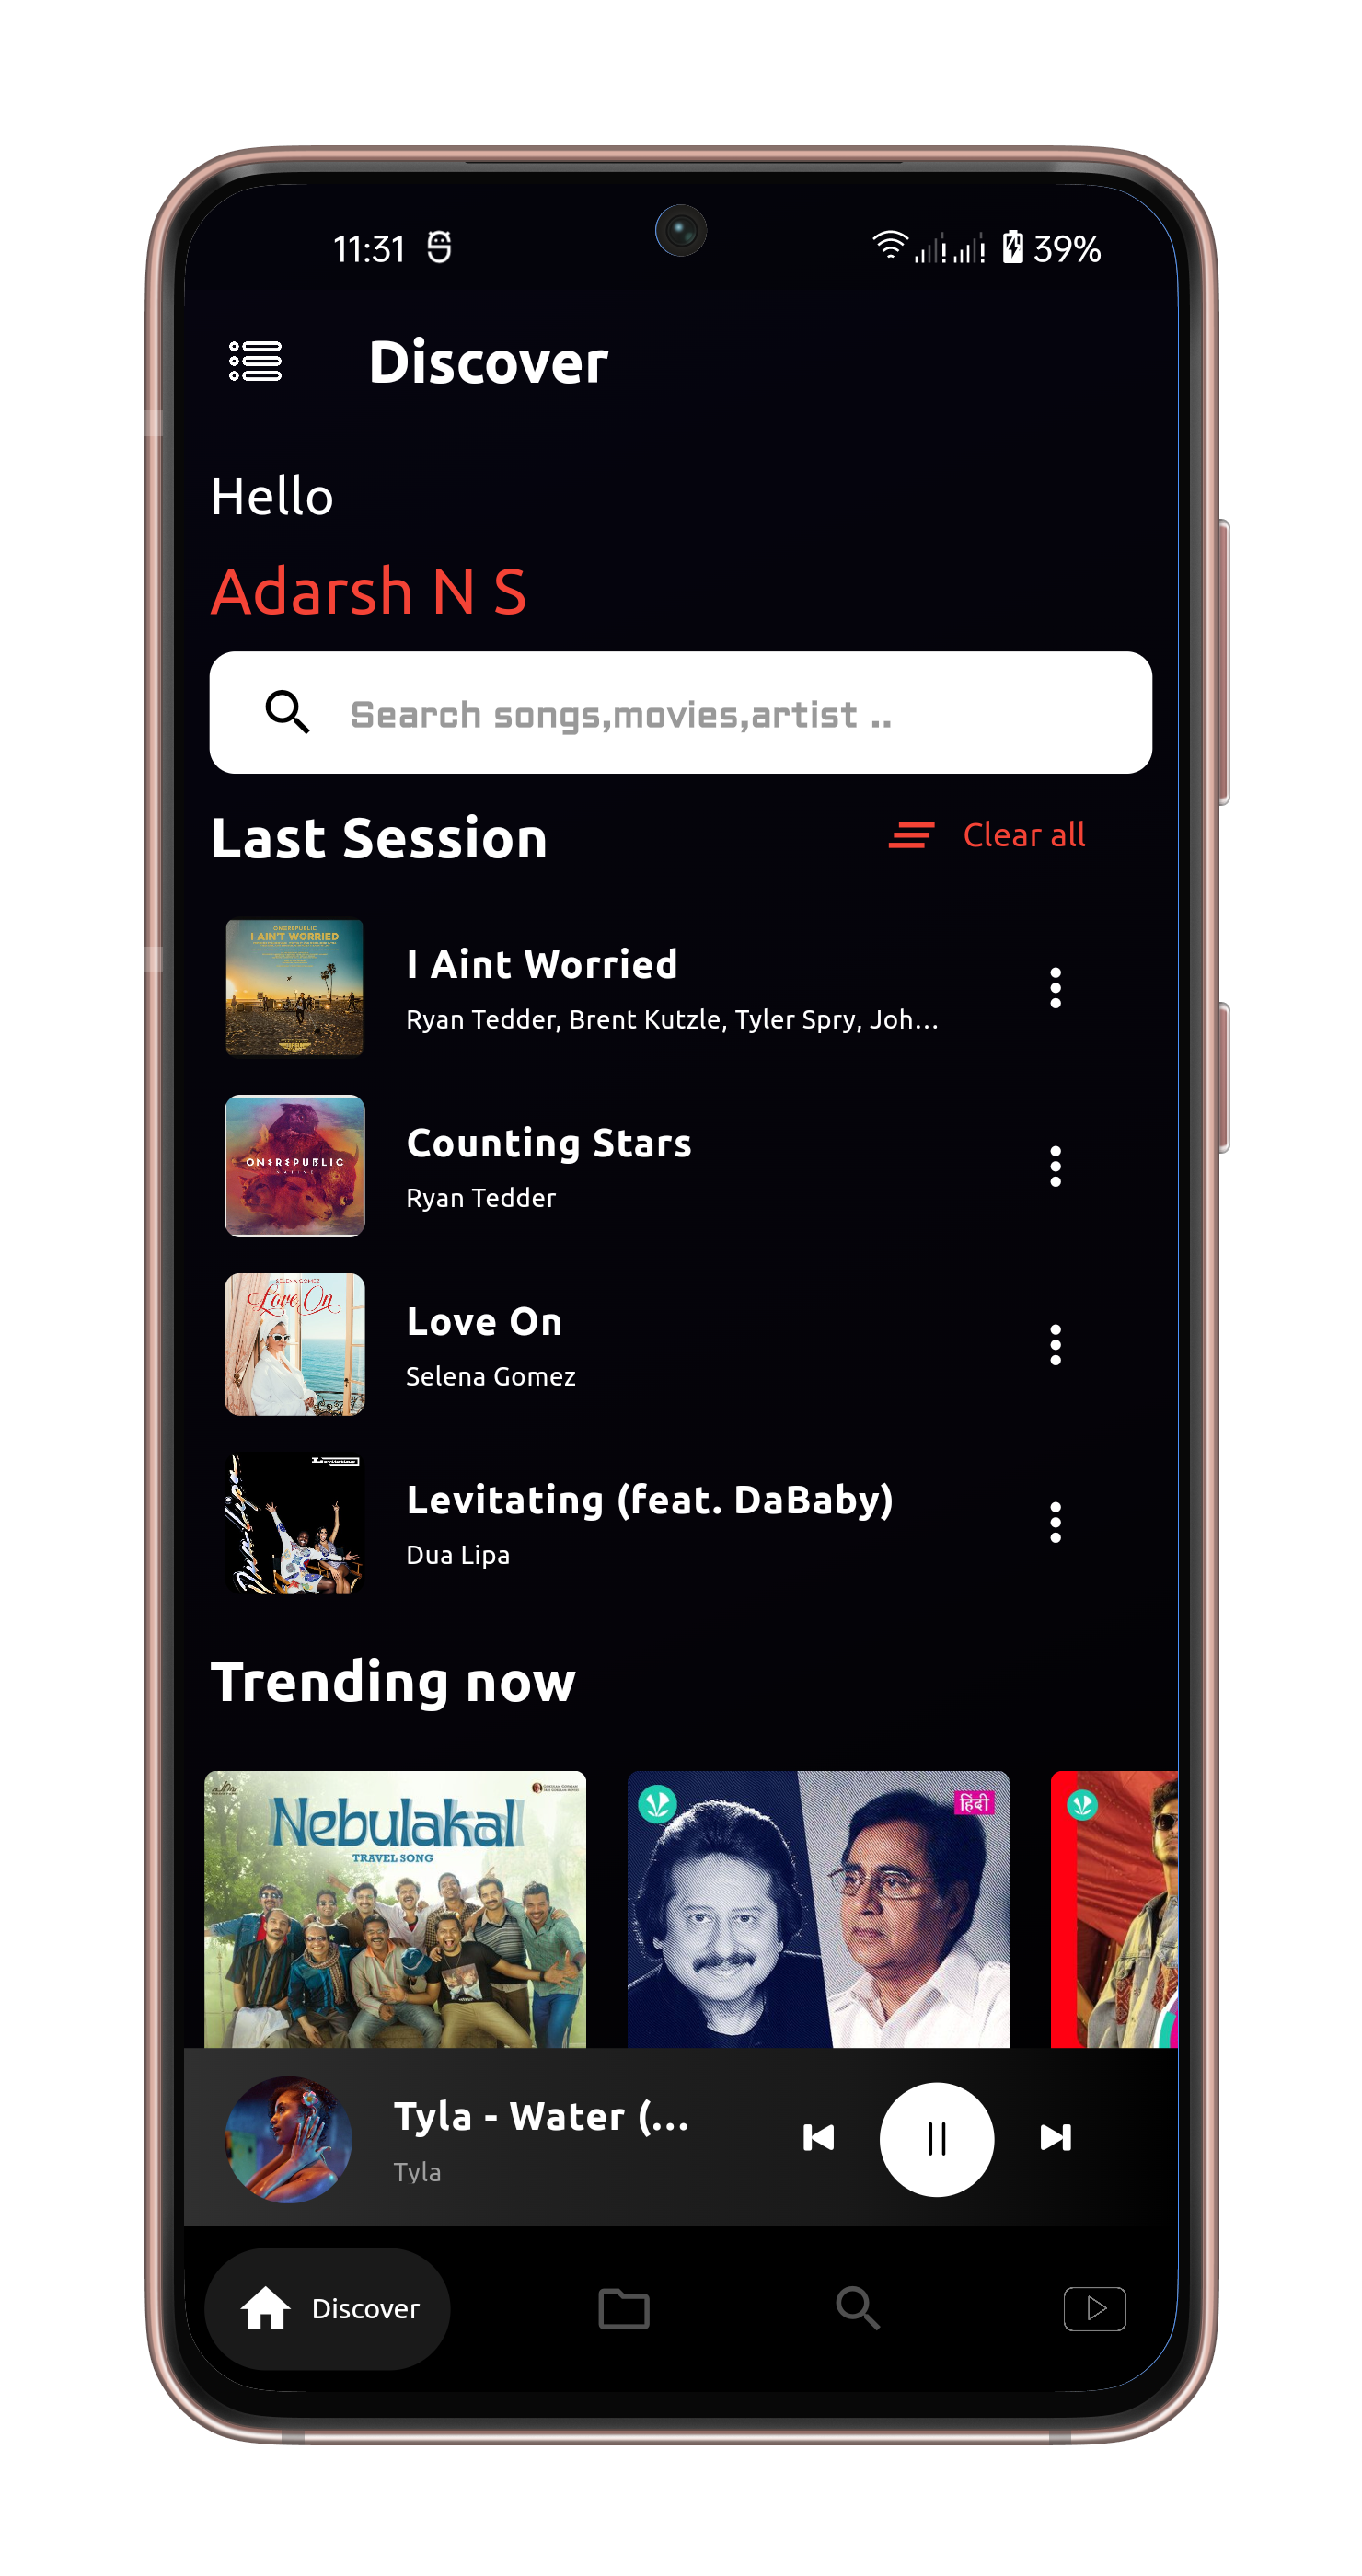 11:31
39%
Discover
Hello
Adarsh N S
Search songs,movies,artist ..
Last Session
Clear all
ONEREPUBLIC
I AIN'T WORRIED
I Aint Worried
Ryan Tedder, Brent Kutzle, Tyler Spry, Joh...
ONEREPUBLIC
NATIVE
Counting Stars
Ryan Tedder
SELENA GOMEZ
Love On
Love On
Selena Gomez
Levitating
Dua Lipa
Levitating (feat. DaBaby)
Dua Lipa
Trending now
Nebulakal
TRAVEL SONG
हिंदी
Tyla - Water (...
Tyla
Discover